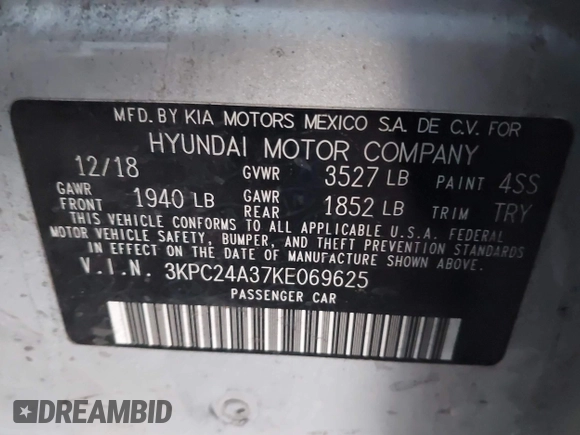 MFD. BY KIA MOTORS MEXICO S.A. DE C.V. FOR
HYUNDAI MOTOR COMPANY
12/18 GVWR 3527 LB PAINT 4SS
GAWR FRONT 1940 LB GAWR REAR 1852 LB TRIM TRY
THIS VEHICLE CONFORMS TO ALL APPLICABLE U.S.A. FEDERAL
MOTOR VEHICLE SAFETY, BUMPER, AND THEFT PREVENTION STANDARDS
IN EFFECT ON THE DATE OF MANUFACTURE SHOWN ABOVE.
V.I.N. 3KPC24A37KE069625
PASSENGER CAR
DREAMBID